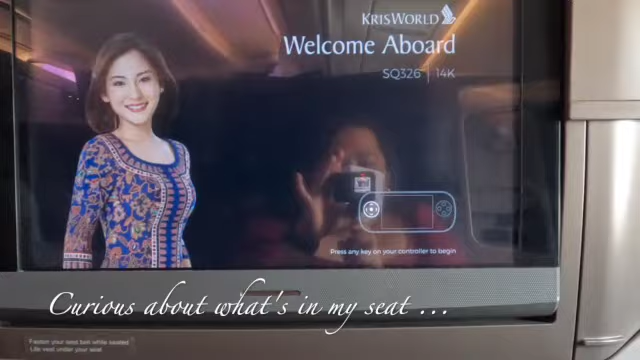 KRISWORLD
Welcome Aboard
SQ326 | 14K
Press any key on your controller to begin
Curious about what's in my seat ...
Fasten your seat belt while seated
Life vest under your seat